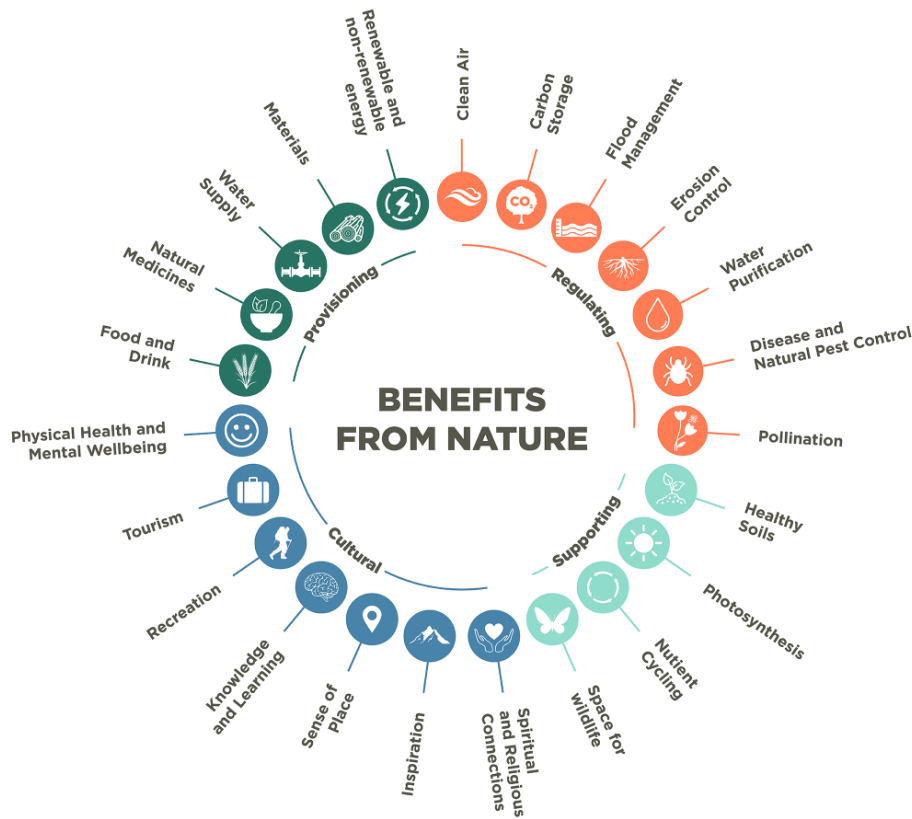 BENEFITS
FROM NATURE
Provisioning
Renewable and
non-renewable
energy
Materials
Water
Supply
Natural
Medicines
Food and
Drink
Regulating
Clean Air
Carbon
Storage
CO₂
Flood
Management
Erosion
Control
Water
Purification
Disease and
Natural Pest Control
Pollination
Supporting
Healthy
Soils
Photosynthesis
Nutient
Cycling
Space for
wildlife
Cultural
Spiritual
and Religious
Connections
Inspiration
Sense of
Place
Knowledge
and Learning
Recreation
Tourism
Physical Health and
Mental Wellbeing